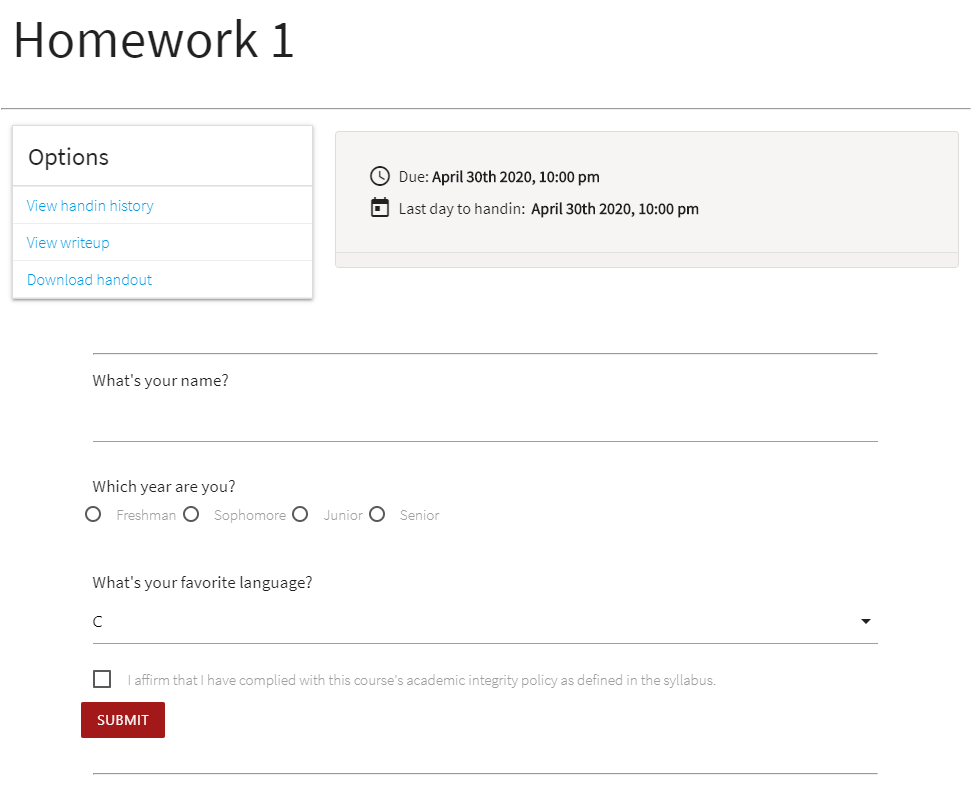 Homework 1
Options
View handin history
View writeup
Download handout
Due: April 30th 2020, 10:00 pm
Last day to handin: April 30th 2020, 10:00 pm
What's your name?
Which year are you?
Freshman Sophomore Junior Senior
What's your favorite language?
C
I affirm that I have complied with this course's academic integrity policy as defined in the syllabus.
SUBMIT